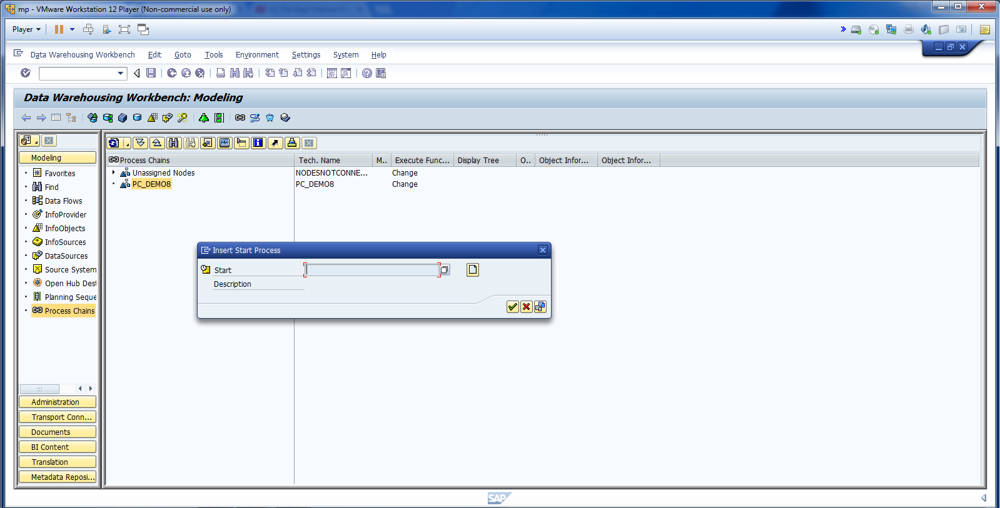 mp - VMware Workstation 12 Player (Non-commercial use only)
Player
Data Warehousing Workbench Edit Goto Tools Environment Settings System Help
Data Warehousing Workbench: Modeling
Modeling
Favorites
Find
Data Flows
InfoProvider
InfoObjects
InfoSources
DataSources
Source System
Open Hub Dest
Planning Seque
Process Chains
Administration
Transport Conn...
Documents
BI Content
Translation
Metadata Reposi...
Process Chains Tech. Name M.. Execute Func... Display Tree O.. Object Infor... Object Infor...
Unassigned Nodes NODESNOTCONNE... Change
PC_DEMO8 PC_DEMO8 Change
Insert Start Process
Start
Description
SAP